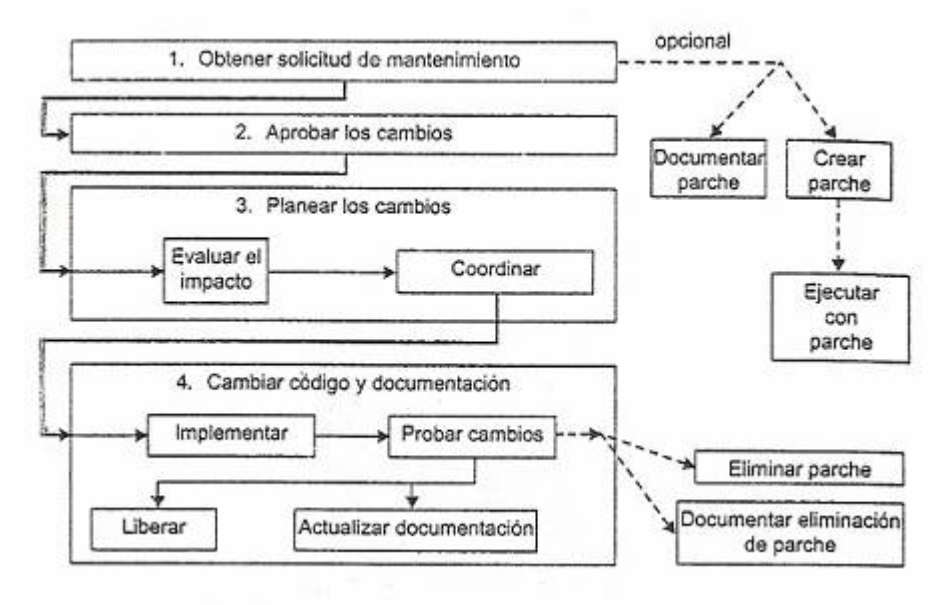 1. Obtener solicitud de mantenimiento
opcional
2. Aprobar los cambios
Documentar
parche
Crear
parche
3. Planear los cambios
Evaluar el
impacto
Coordinar
Ejecutar
con
parche
4. Cambiar código y documentación
Implementar
Probar cambios
Eliminar parche
Liberar
Actualizar documentación
Documentar eliminación
de parche